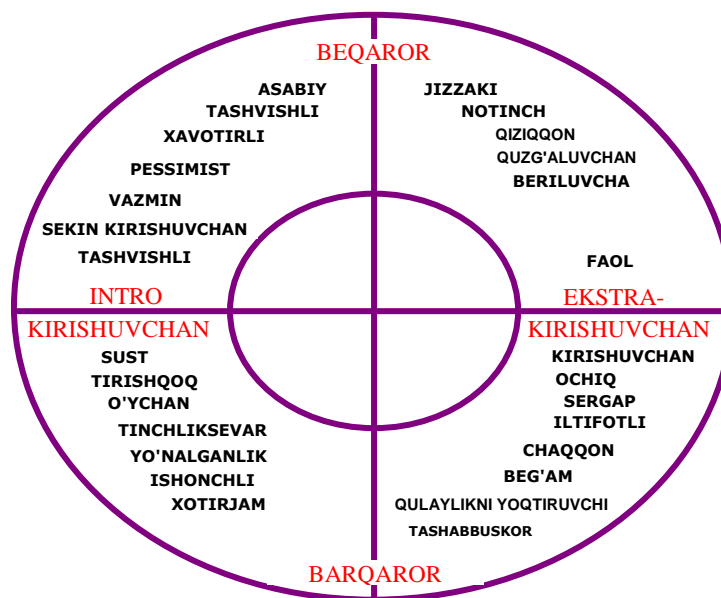 BEQAROR
ASABIY
TASHVISHLI
XAVOTIRLI
PESSIMIST
VAZMIN
SEKIN KIRISHUVCHAN
TASHVISHLI
JIZZAKI
NOTINCH
QIZIQQON
QUZG'ALUVCHAN
BERILUVCHA
FAOL
INTRO
KIRISHUVCHAN
EKSTRA-
KIRISHUVCHAN
SUST
TIRISHQOQ
O'YCHAN
TINCHLIKSEVAR
YO'NALGANLIK
ISHONCHLI
XOTIRJAM
KIRISHUVCHAN
OCHIQ
SERGAP
ILTIFOTLI
CHAQQON
BEG'AM
QULAYLIKNI YOQTIRUVCHI
TASHABBUSKOR
BARQAROR